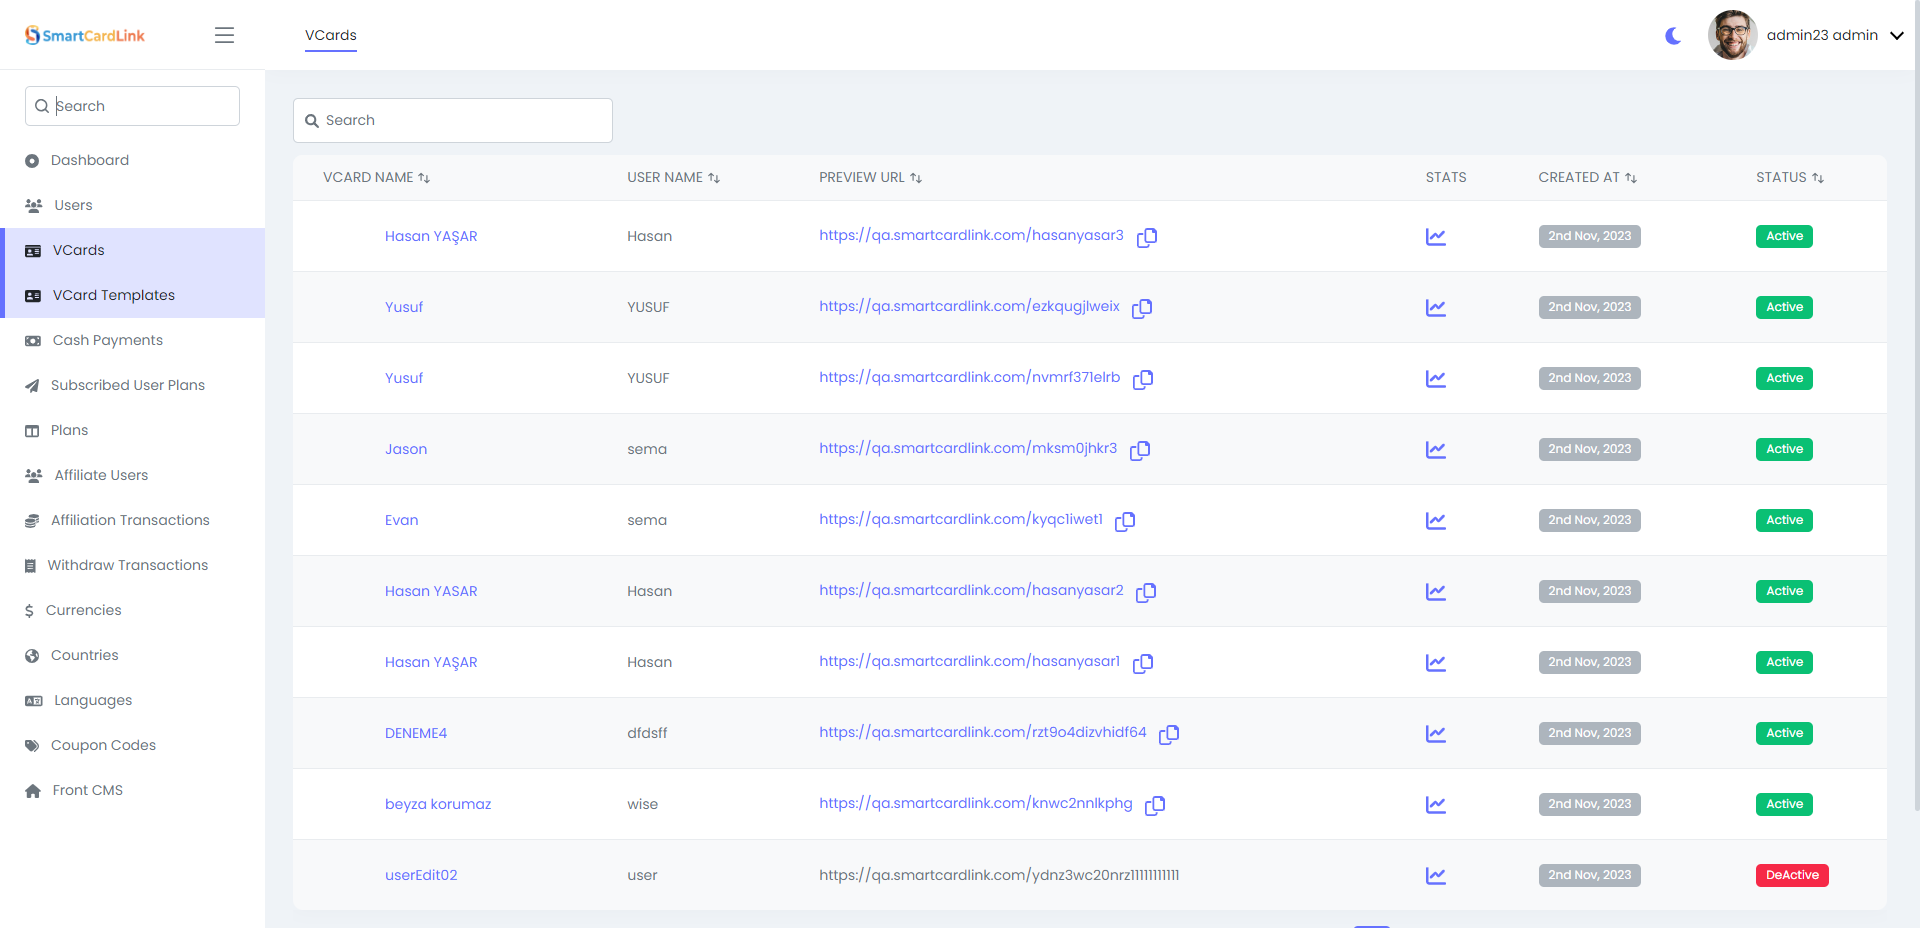 SmartCardLink
VCards
admin23 admin
Search
Dashboard
Users
VCards
VCard Templates
Cash Payments
Subscribed User Plans
Plans
Affiliate Users
Affiliation Transactions
Withdraw Transactions
Currencies
Countries
Languages
Coupon Codes
Front CMS
Search
VCARD NAME USER NAME PREVIEW URL STATS CREATED AT STATUS
Hasan YAŞAR Hasan https://qa.smartcardlink.com/hasanyasar3 2nd Nov, 2023 Active
Yusuf YUSUF https://qa.smartcardlink.com/ezkqugjlweix 2nd Nov, 2023 Active
Yusuf YUSUF https://qa.smartcardlink.com/nvmrf371elrb 2nd Nov, 2023 Active
Jason sema https://qa.smartcardlink.com/mksm0jhkr3 2nd Nov, 2023 Active
Evan sema https://qa.smartcardlink.com/kyqc1iwet1 2nd Nov, 2023 Active
Hasan YASAR Hasan https://qa.smartcardlink.com/hasanyasar2 2nd Nov, 2023 Active
Hasan YAŞAR Hasan https://qa.smartcardlink.com/hasanyasar1 2nd Nov, 2023 Active
DENEME4 dfdsff https://qa.smartcardlink.com/rzt9o4dizvhidf64 2nd Nov, 2023 Active
beyza korumaz wise https://qa.smartcardlink.com/knwc2nnlkphg 2nd Nov, 2023 Active
userEdit02 user https://qa.smartcardlink.com/ydnz3wc20nrz11111111111 2nd Nov, 2023 DeActive